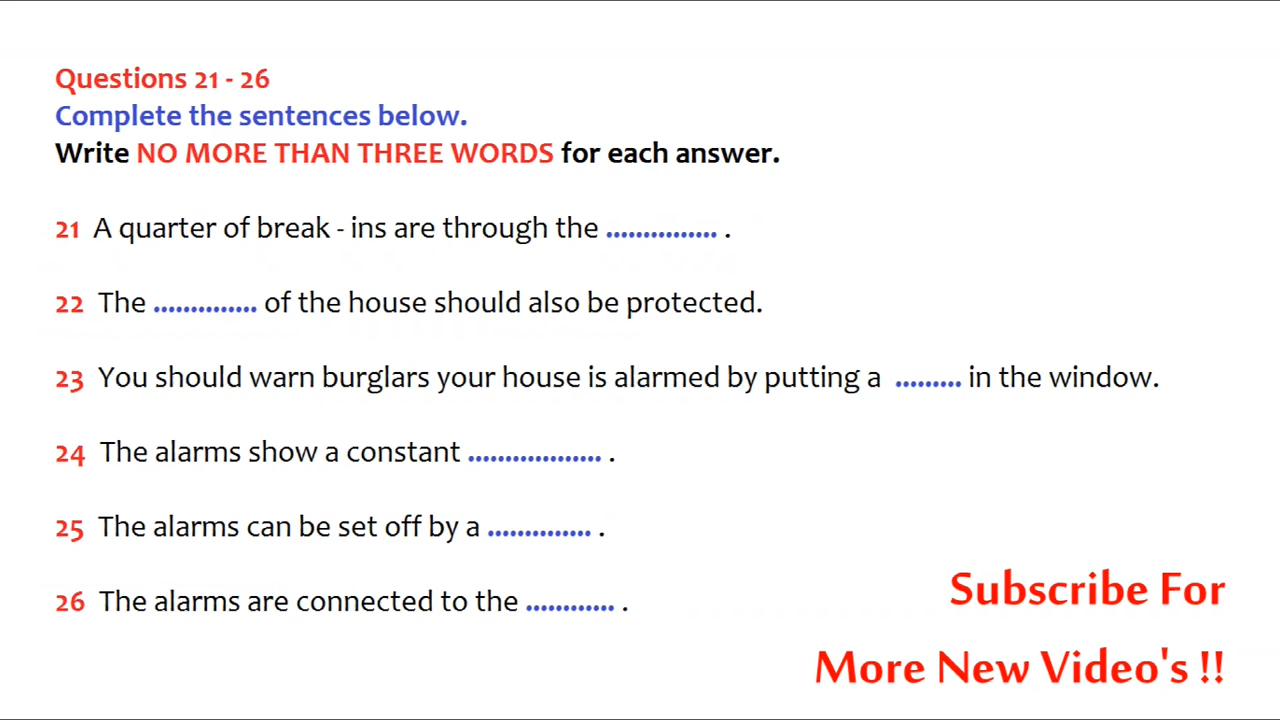 Questions 21 - 26
Complete the sentences below.
Write NO MORE THAN THREE WORDS for each answer.
21 A quarter of break - ins are through the ............... .
22 The .............. of the house should also be protected.
23 You should warn burglars your house is alarmed by putting a ......... in the window.
24 The alarms show a constant .................. .
25 The alarms can be set off by a .............. .
26 The alarms are connected to the ............ .
Subscribe For
More New Video's !!